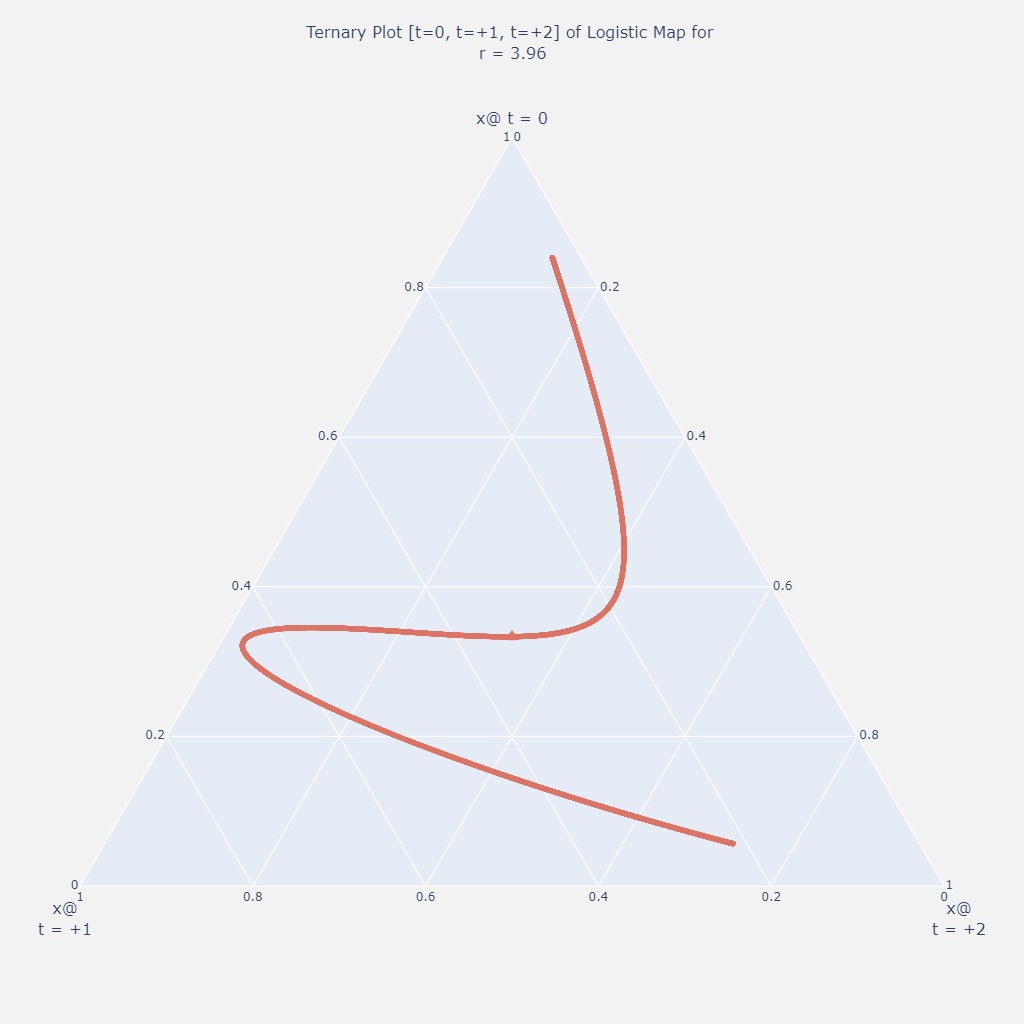 Ternary Plot [t=0, t=+1, t=+2] of Logistic Map for
r = 3.96
x@ t = 0
1 0
0.8 0.2
0.6 0.4
0.4 0.6
0.2 0.8
0 1
1 0.8 0.6 0.4 0.2 0
x@ x@
t = +1 t = +2